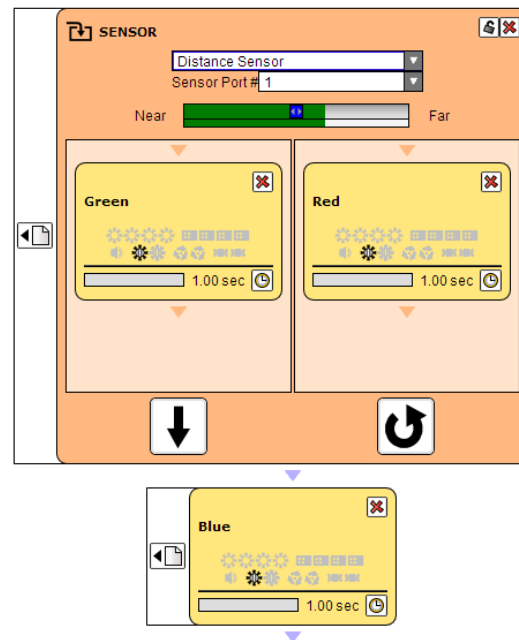 SENSOR
Distance Sensor
Sensor Port # 1
Near Far
Green Red
1.00 sec 1.00 sec
Blue
1.00 sec